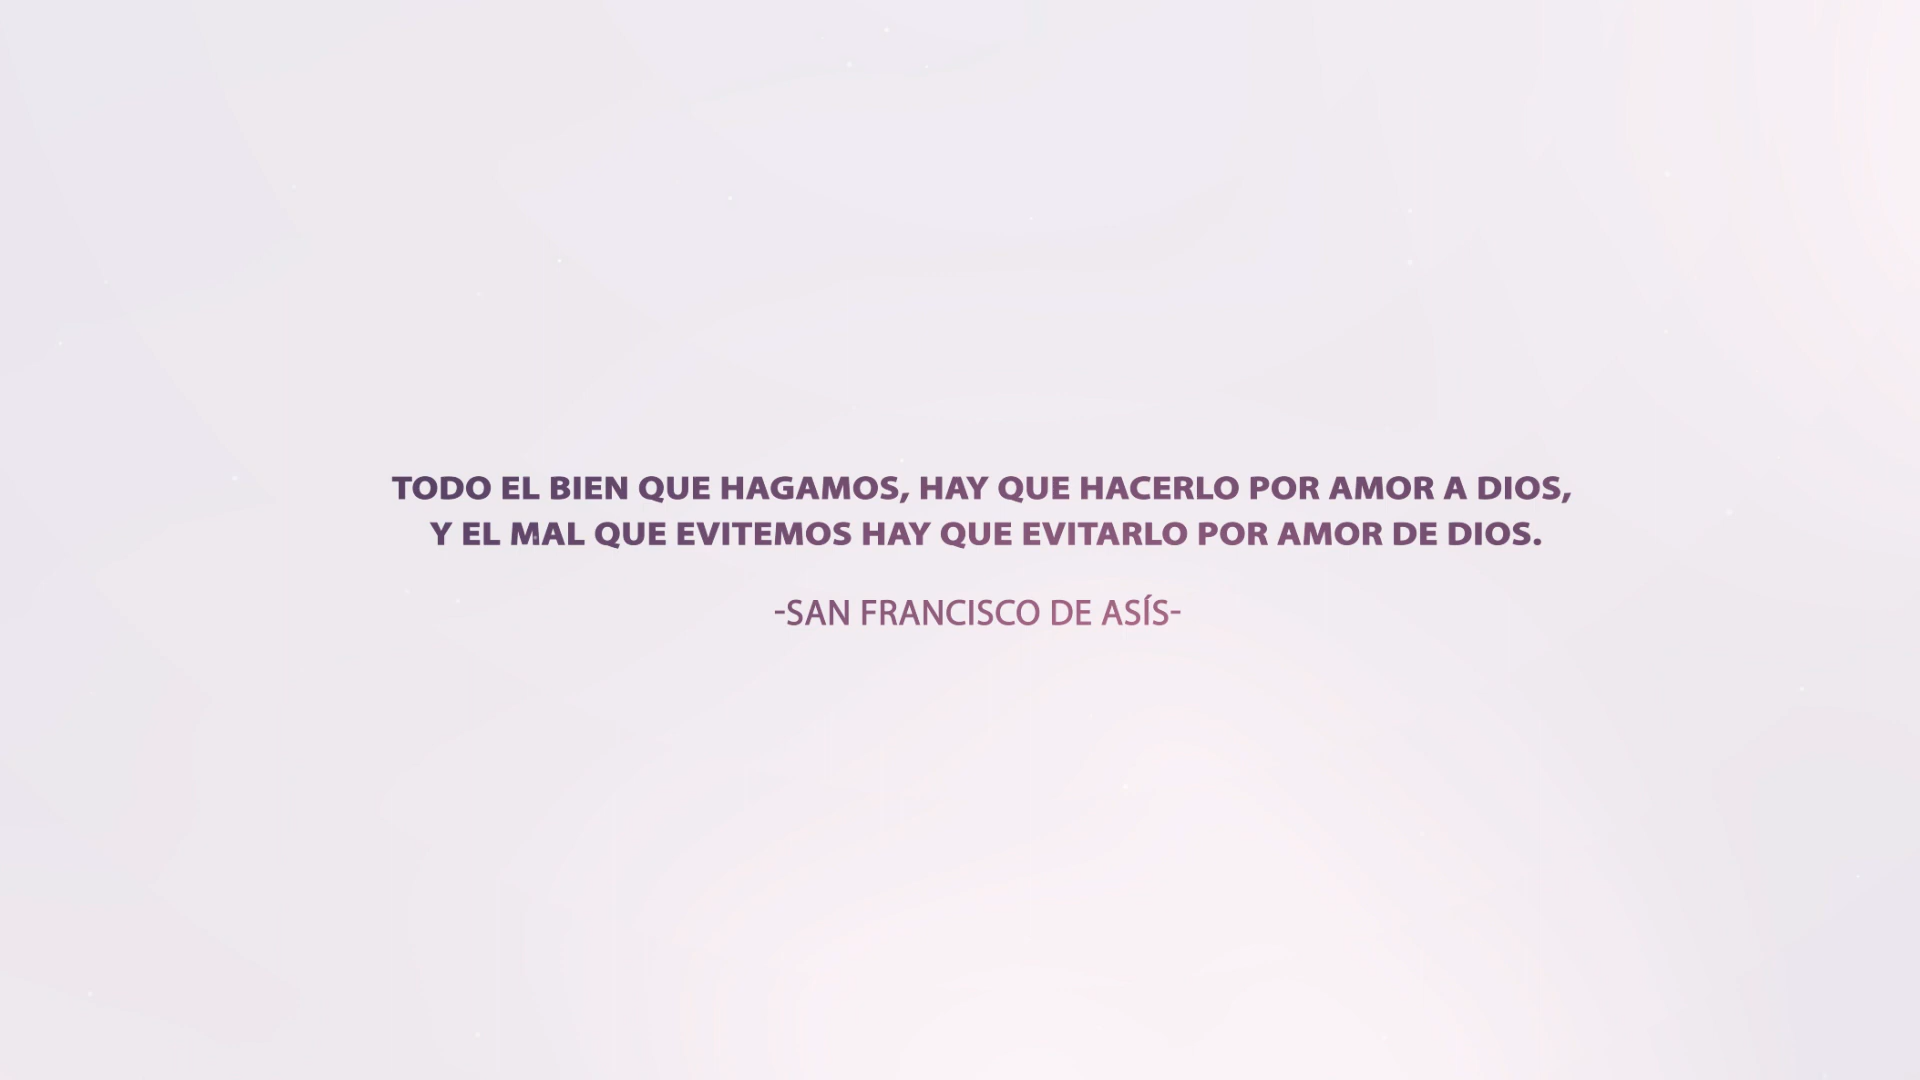 TODO EL BIEN QUE HAGAMOS, HAY QUE HACERLO POR AMOR A DIOS,
Y EL MAL QUE EVITEMOS HAY QUE EVITARLO POR AMOR DE DIOS.
-SAN FRANCISCO DE ASÍS-